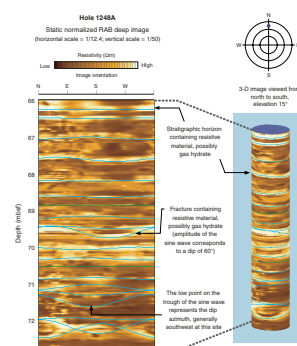 Hole 1248A
Static normalized RAB deep image
(horizontal scale = 1/12.4; vertical scale = 1/50)
Resistivity (Ωm)
Low
High
Image orientation
N E S W
N
W E
S
3-D image viewed from
north to south,
elevation 15°
66
67
68
69
70
71
72
Depth (mbsf)
Stratigraphic horizon
containing resistive
material, possibly
gas hydrate
Fracture containing
resistive material,
possibly gas hydrate
(amplitude of the
sine wave corresponds
to a dip of 60°)
The low point on the
trough of the sine wave
represents the dip
azimuth, generally
southwest at this site